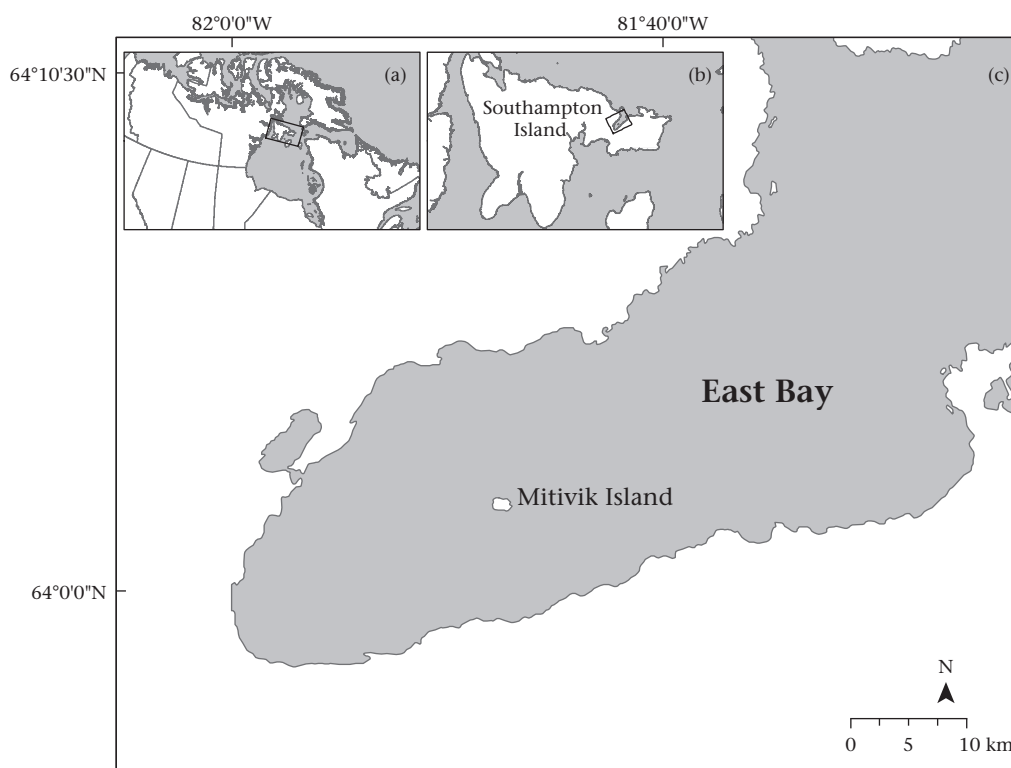 82°0'0"W
81°40'0"W
64°10'30"N
(a)
(b)
(c)
Southampton
Island
East Bay
Mitivik Island
64°0'0"N
N
0 5 10 km